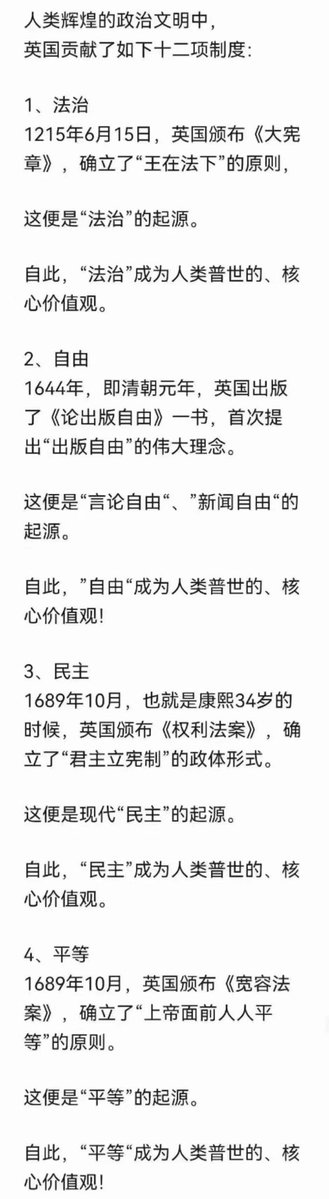 人类辉煌的政治文明中，
英国贡献了如下十二项制度：
1、法治
1215年6月15日，英国颁布《大宪
章》，确立了“王在法下”的原则，
这便是“法治”的起源。
自此，“法治”成为人类普世的、核
心价值观。
2、自由
1644年，即清朝元年，英国出版
了《论出版自由》一书，首次提
出“出版自由”的伟大理念。
这便是“言论自由“、”新闻自由“的
起源。
自此，”自由“成为人类普世的、核
心价值观！
3、民主
1689年10月，也就是康熙34岁的
时候，英国颁布《权利法案》，确
立了“君主立宪制”的政体形式。
这便是现代“民主”的起源。
自此，“民主”成为人类普世的、核
心价值观。
4、平等
1689年10月，英国颁布《宽容法
案》，确立了“上帝面前人人平
等”的原则。
这便是“平等”的起源。
自此，“平等“成为人类普世的、核
心价值观！